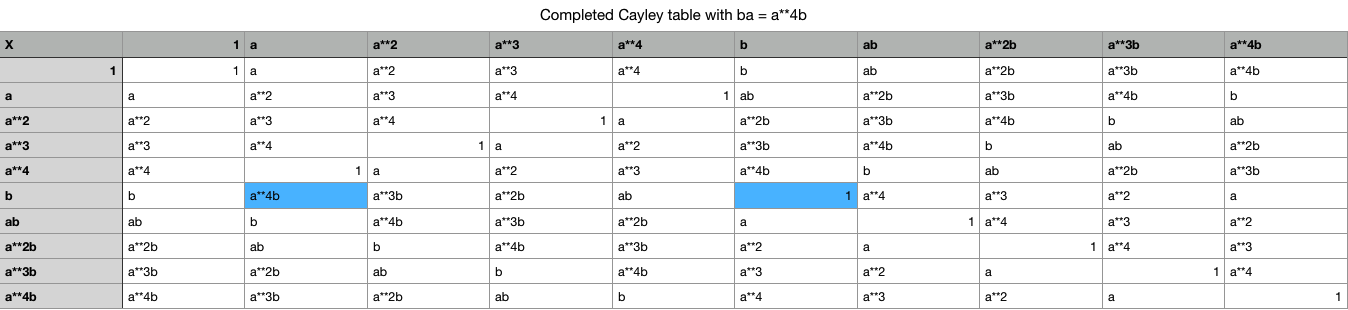 Completed Cayley table with ba = a**4b
X 1 a a**2 a**3 a**4 b ab a**2b a**3b a**4b
1 1 a a**2 a**3 a**4 b ab a**2b a**3b a**4b
a a a**2 a**3 a**4 1 ab a**2b a**3b a**4b b
a**2 a**2 a**3 a**4 1 a a**2b a**3b a**4b b ab
a**3 a**3 a**4 1 a a**2 a**3b a**4b b ab a**2b
a**4 a**4 1 a a**2 a**3 a**4b b ab a**2b a**3b
b b a**4b a**3b a**2b ab 1 a**4 a**3 a**2 a
ab ab b a**4b a**3b a**2b a 1 a**4 a**3 a**2
a**2b a**2b ab b a**4b a**3b a**2 a 1 a**4 a**3
a**3b a**3b a**2b ab b a**4b a**3 a**2 a 1 a**4
a**4b a**4b a**3b a**2b ab b a**4 a**3 a**2 a 1